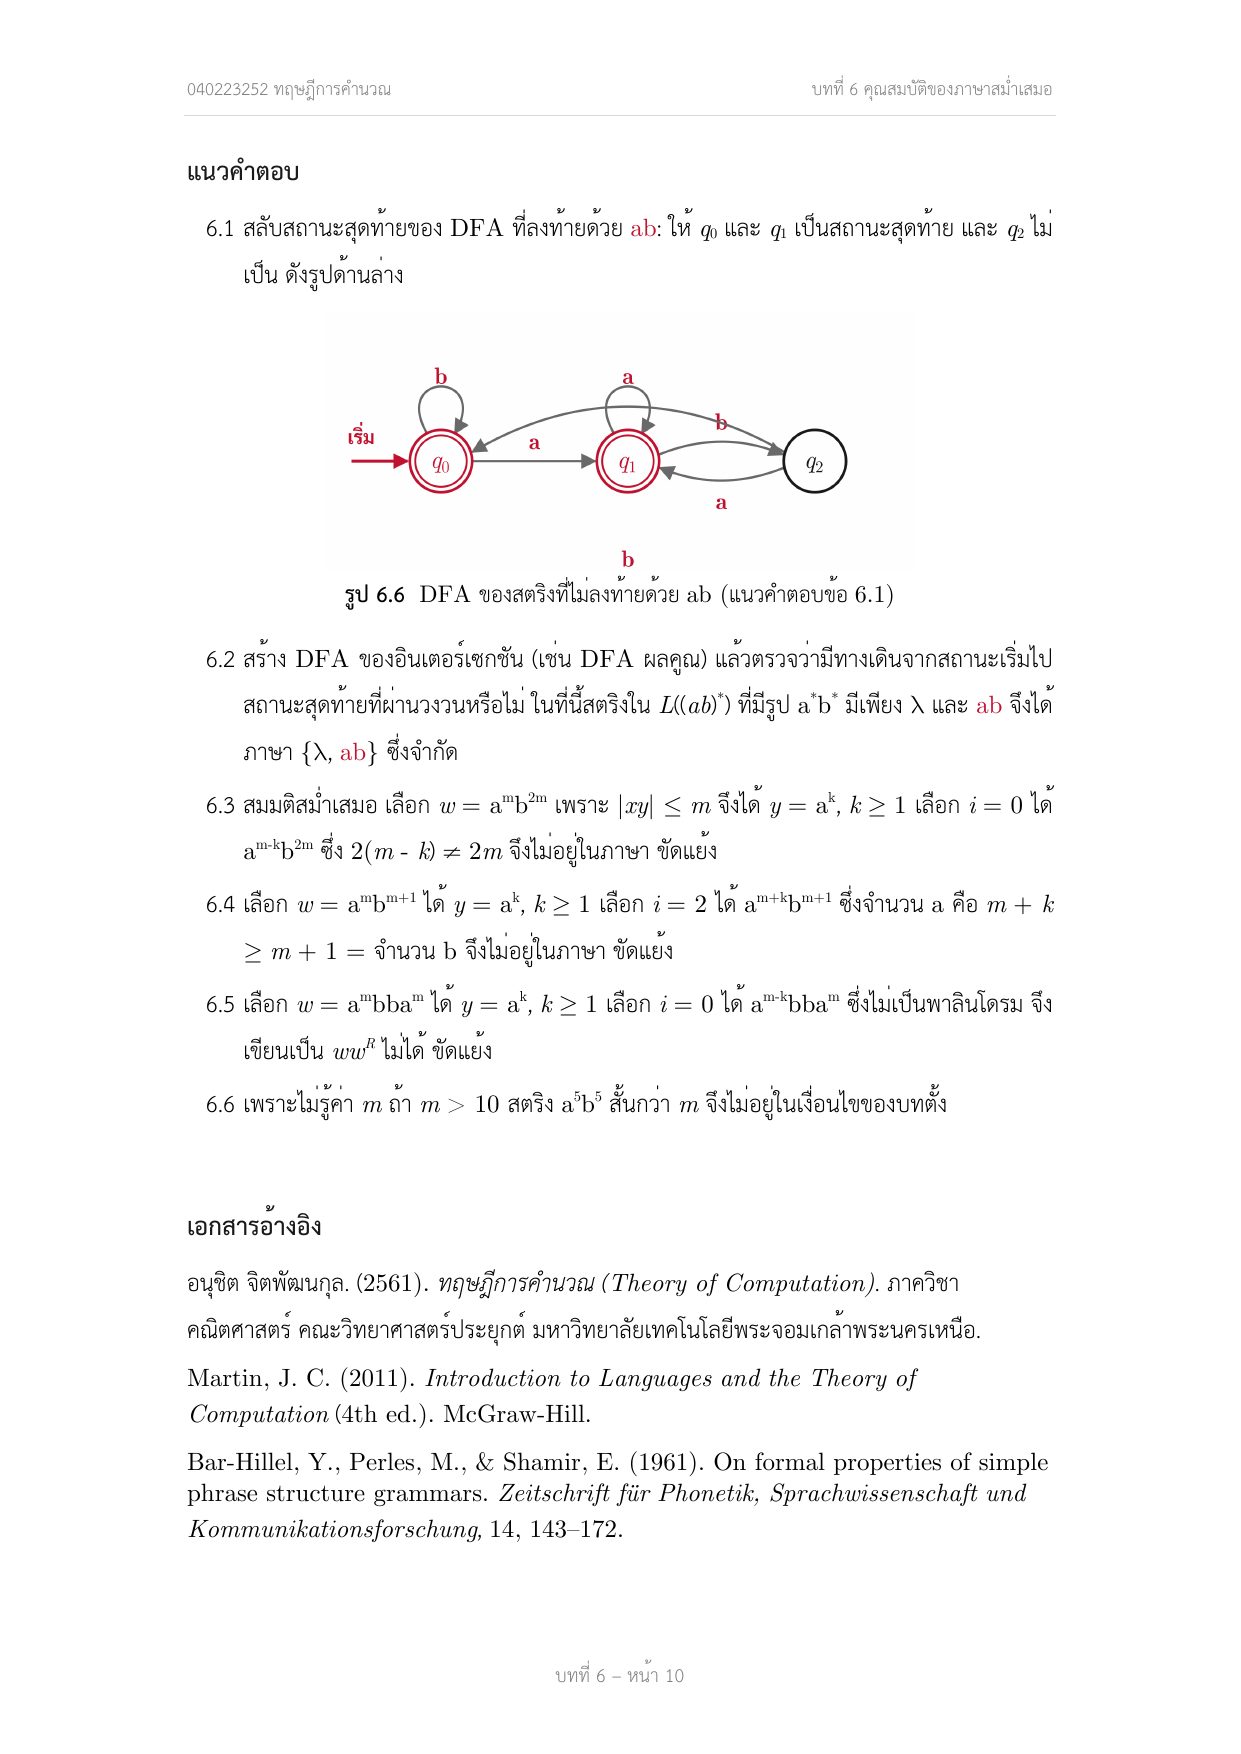 040223252 ทฤษฎีการคำนวณ บทที่ 6 คุณสมบัติของภาษาสม่ำเสมอ
แนวคำตอบ
6.1 สลับสถานะสุดท้ายของ DFA ที่ลงท้ายด้วย ab: ให้ q₀ และ q₁ เป็นสถานะสุดท้าย และ q₂ ไม่
เป็น ดังรูปด้านล่าง
b a
b
เริ่ม a
q₀ q₁ q₂
a
b
รูป 6.6 DFA ของสตริงที่ไม่ลงท้ายด้วย ab (แนวคำตอบข้อ 6.1)
6.2 สร้าง DFA ของอินเตอร์เซกชัน (เช่น DFA ผลคูณ) แล้วตรวจว่ามีทางเดินจากสถานะเริ่มไป
สถานะสุดท้ายที่ผ่านวงวนหรือไม่ ในที่นี้สตริงใน L((ab)*) ที่มีรูป a*b* มีเพียง λ และ ab จึงได้
ภาษา {λ, ab} ซึ่งจำกัด
6.3 สมมติสม่ำเสมอ เลือก w = aᵐb²ᵐ เพราะ |xy| ≤ m จึงได้ y = aᵏ, k ≥ 1 เลือก i = 0 ได้
aᵐ⁻ᵏb²ᵐ ซึ่ง 2(m - k) ≠ 2m จึงไม่อยู่ในภาษา ขัดแย้ง
6.4 เลือก w = aᵐbᵐ⁺¹ ได้ y = aᵏ, k ≥ 1 เลือก i = 2 ได้ aᵐ⁺ᵏbᵐ⁺¹ ซึ่งจำนวน a คือ m + k
≥ m + 1 = จำนวน b จึงไม่อยู่ในภาษา ขัดแย้ง
6.5 เลือก w = aᵐbbaᵐ ได้ y = aᵏ, k ≥ 1 เลือก i = 0 ได้ aᵐ⁻ᵏbbaᵐ ซึ่งไม่เป็นพาลินโดรม จึง
เขียนเป็น wwᴿ ไม่ได้ ขัดแย้ง
6.6 เพราะไม่รู้ค่า m ถ้า m > 10 สตริง a⁵b⁵ สั้นกว่า m จึงไม่อยู่ในเงื่อนไขของบทตั้ง
เอกสารอ้างอิง
อนุชิต จิตพัฒนกุล. (2561). ทฤษฎีการคำนวณ (Theory of Computation). ภาควิชา
คณิตศาสตร์ คณะวิทยาศาสตร์ประยุกต์ มหาวิทยาลัยเทคโนโลยีพระจอมเกล้าพระนครเหนือ.
Martin, J. C. (2011). Introduction to Languages and the Theory of
Computation (4th ed.). McGraw-Hill.
Bar-Hillel, Y., Perles, M., & Shamir, E. (1961). On formal properties of simple
phrase structure grammars. Zeitschrift für Phonetik, Sprachwissenschaft und
Kommunikationsforschung, 14, 143–172.
บทที่ 6 – หน้า 10